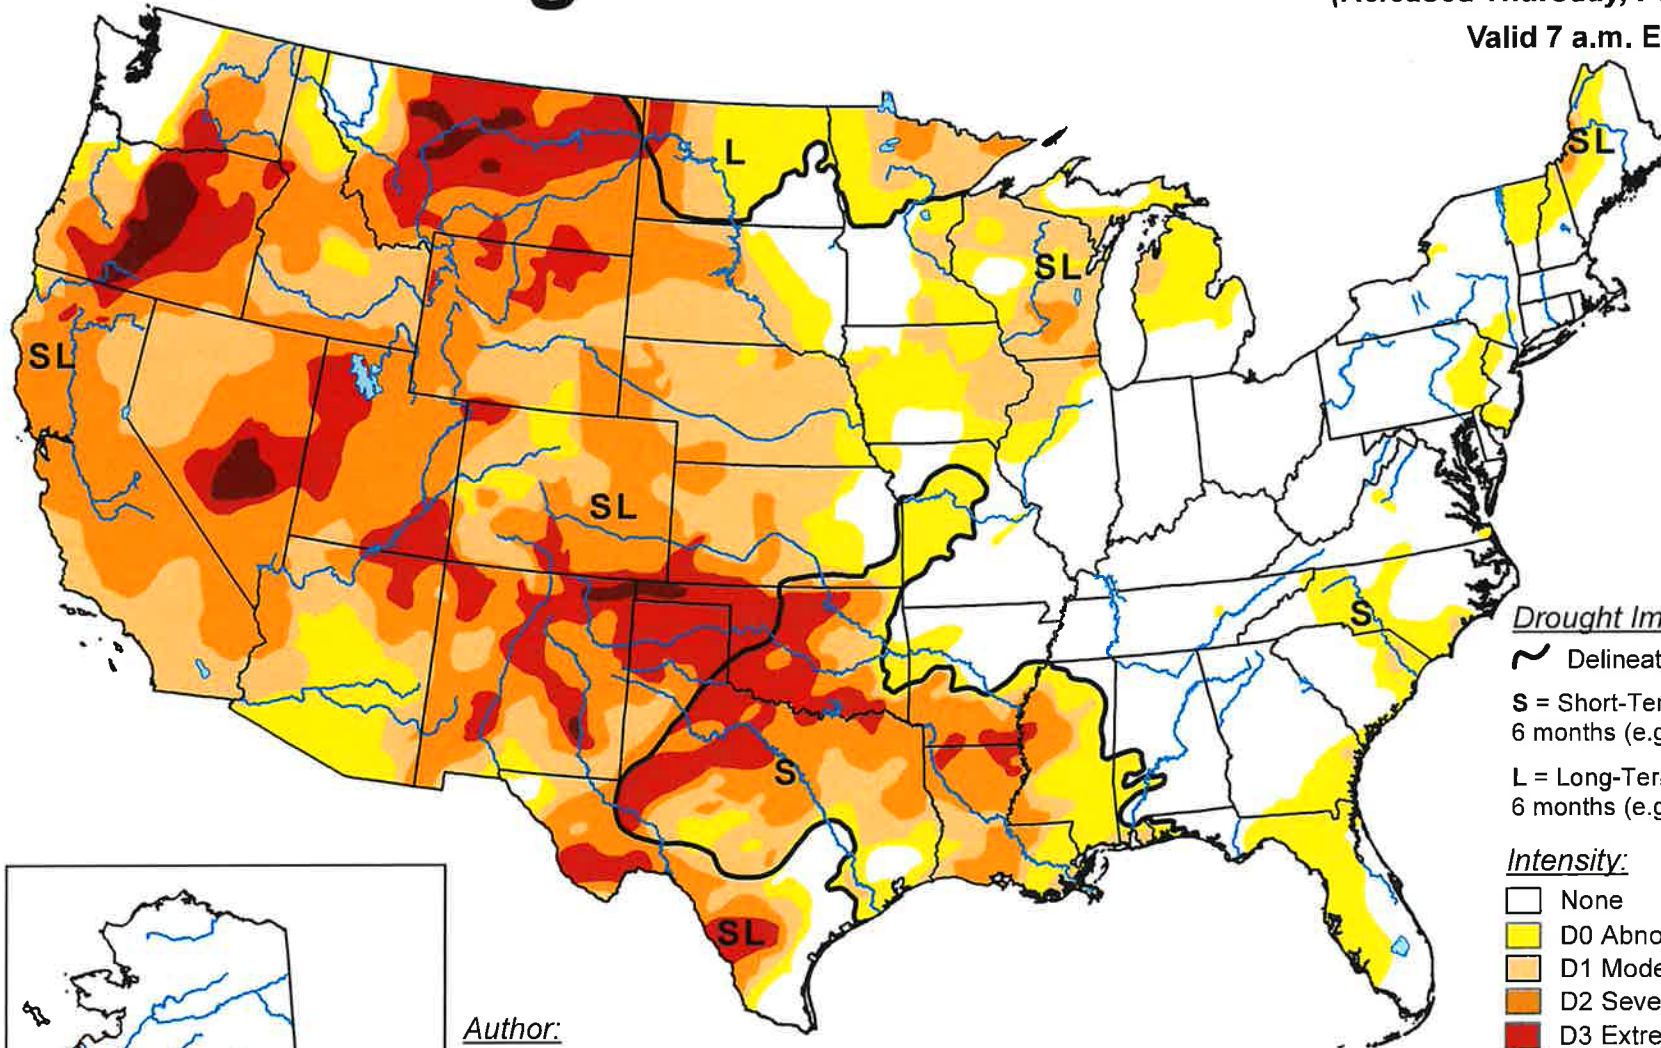 Valid 7 a.m. E
L
SL
SL
SL
SL
S
S
SL
Drought Im
Delineat
S = Short-Ter
6 months (e.g
L = Long-Ter
6 months (e.g
Intensity:
None
D0 Abno
D1 Mode
D2 Seve
D3 Extre
Author: